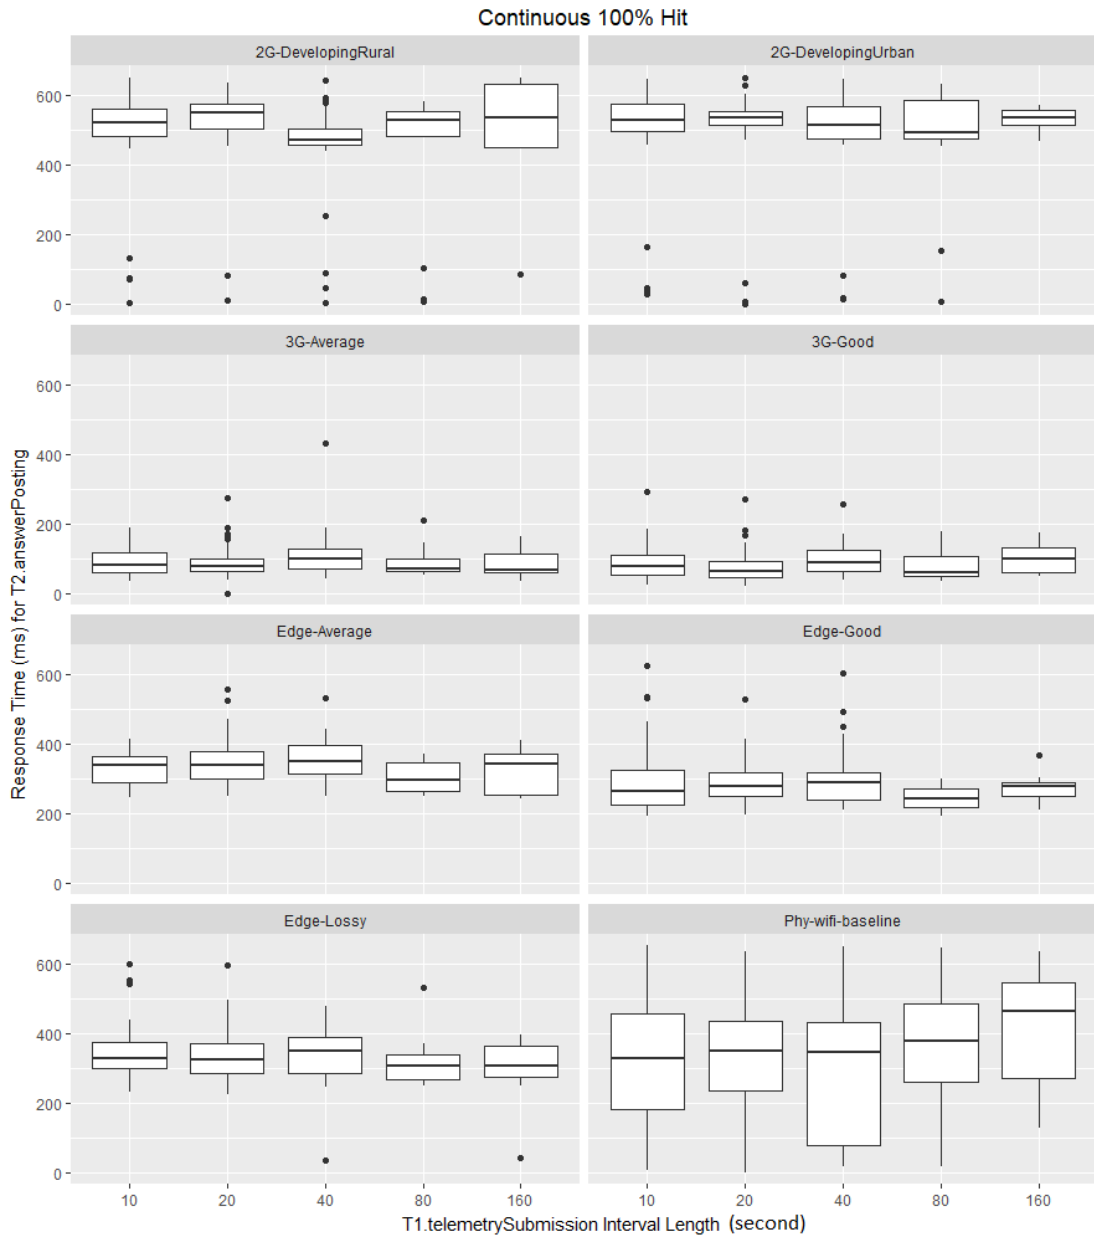 Continuous 100% Hit
2G-DevelopingRural
2G-DevelopingUrban
600
400
200
0
3G-Average
3G-Good
600
400
200
0
Edge-Average
Edge-Good
600
400
200
0
Edge-Lossy
Phy-wifi-baseline
600
400
200
0
10 20 40 80 160
10 20 40 80 160
Response Time (ms) for T2.answerPosting
T1.telemetrySubmission Interval Length (second)